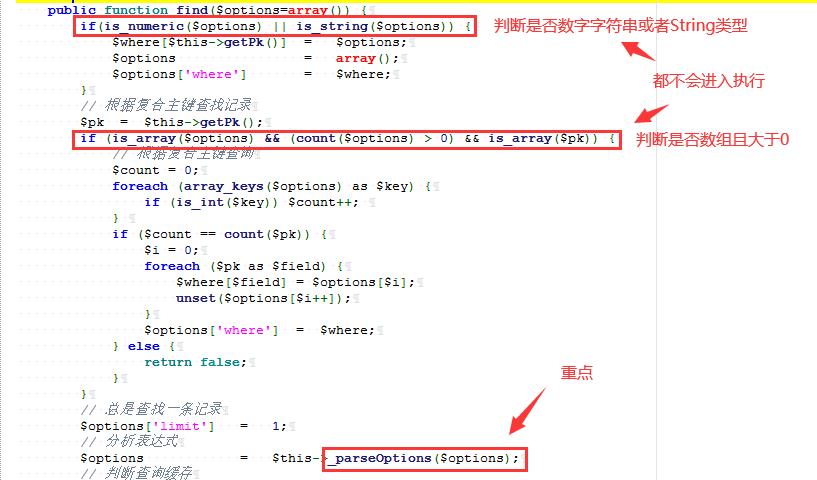 public function find($options=array()) {
if(is_numeric($options) || is_string($options)) {
判断是否数字字符串或者String类型
$where[$this->getPk()] = $options;
$options = array();
都不会进入执行
$options['where'] = $where;
}
// 根据复合主键查找记录
$pk = $this->getPk();
if (is_array($options) && (count($options) > 0) && is_array($pk)) {
判断是否数组且大于0
// 根据复合主键查询
$count = 0;
foreach (array_keys($options) as $key) {
if (is_int($key)) $count++;
}
if ($count == count($pk)) {
$i = 0;
foreach ($pk as $field) {
$where[$field] = $options[$i];
unset($options[$i++]);
}
$options['where'] = $where;
} else {
return false;
重点
}
}
// 总是查找一条记录
$options['limit'] = 1;
// 分析表达式
$options = $this->_parseOptions($options);
// 判断查询缓存